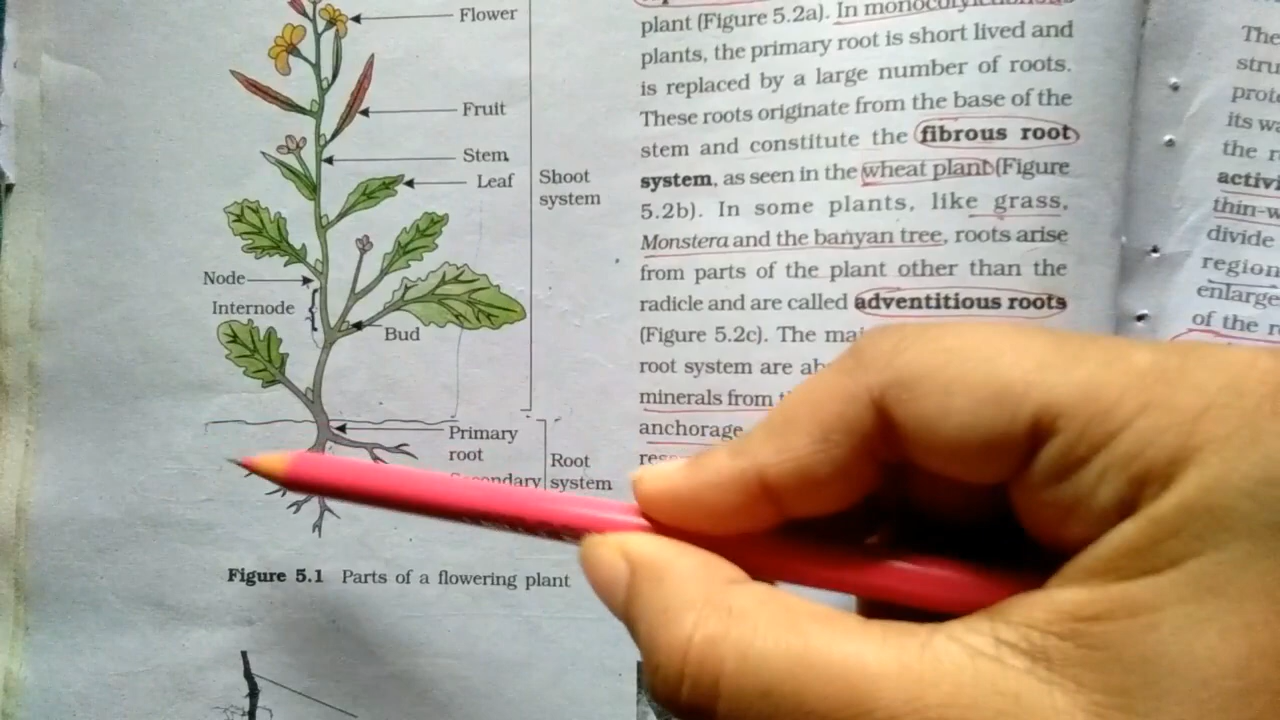 Flower
Fruit
Stem
Leaf
Shoot
system
Node
Internode
Bud
Primary
root
Secondary
Root
system
Figure 5.1 Parts of a flowering plant
plant (Figure 5.2a). In monocotyledonous
plants, the primary root is short lived and
is replaced by a large number of roots.
These roots originate from the base of the
stem and constitute the fibrous root
system, as seen in the wheat plant (Figure
5.2b). In some plants, like grass,
Monstera and the banyan tree, roots arise
from parts of the plant other than the
radicle and are called adventitious roots
(Figure 5.2c). The
root system are
minerals from
anchorage
The
its
the
divide
region
of the